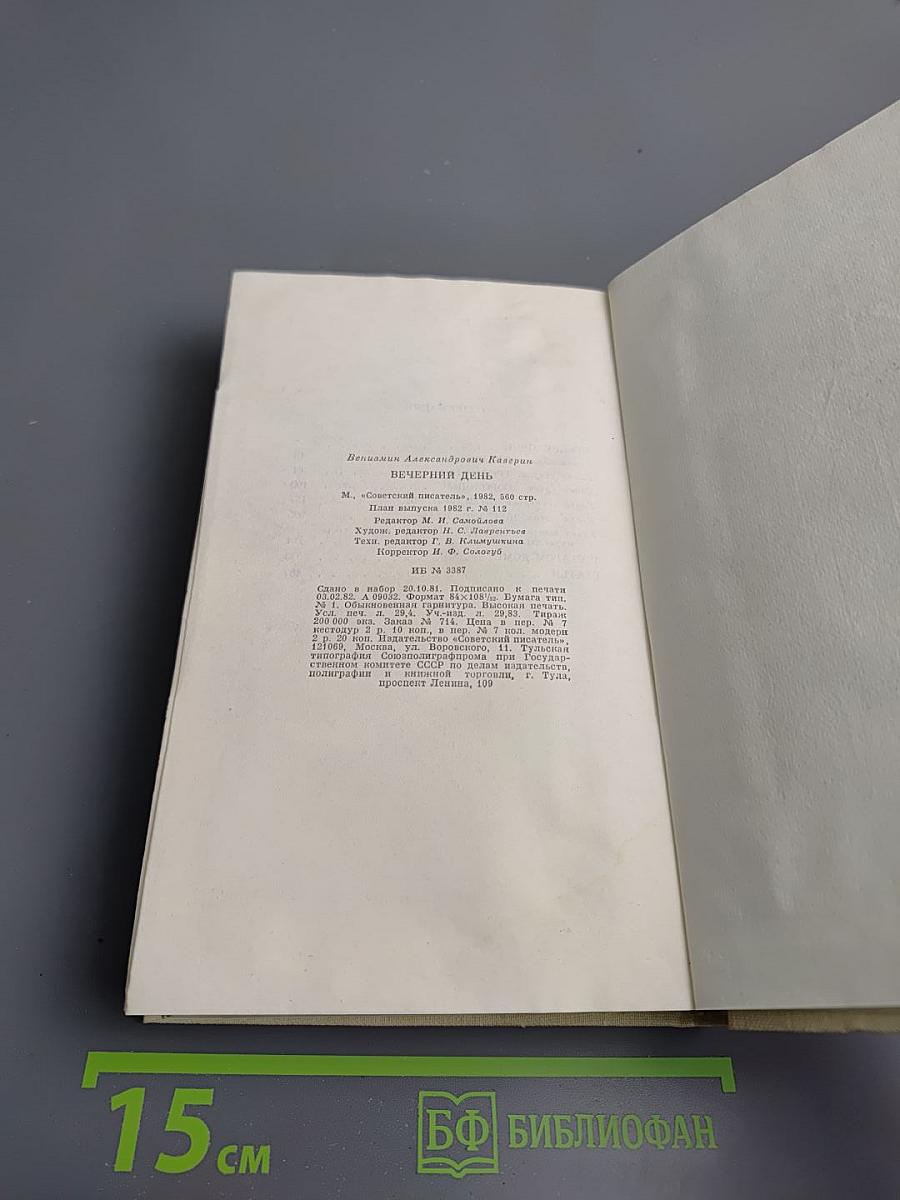 Вениамин Александрович Каверин
ВЕЧЕРНИЙ ДЕНЬ
М., «Советский писатель», 1982, 560 стр.
План выпуска 1982 г. № 112
Редактор М. И. Самойлова
Худож. редактор Н. С. Лаврентьев
Техн. редактор Г. В. Климушкина
Корректор И. Ф. Сологуб
ИБ № 3387
Сдано в набор 20.10.81. Подписано к печати
03.02.82. А 09032. Формат 84×108¹/₃₂. Бумага тип.
№ 1. Обыкновенная гарнитура. Высокая печать.
Усл. печ. л. 29,4. Уч.-изд. л. 29,83. Тираж
200 000 экз. Заказ № 714. Цена в пер. № 7
кестодур 2 р. 10 коп., в пер. № 7 кол. модерн
2 р. 20 коп. Издательство «Советский писатель»,
121069, Москва, ул. Воровского, 11. Тульская
типография Союзполиграфпрома при Государ-
ственном комитете СССР по делам издательств,
полиграфии и книжной торговли, г. Тула,
проспект Ленина, 109
15 см
БФ БИБЛИОФАН